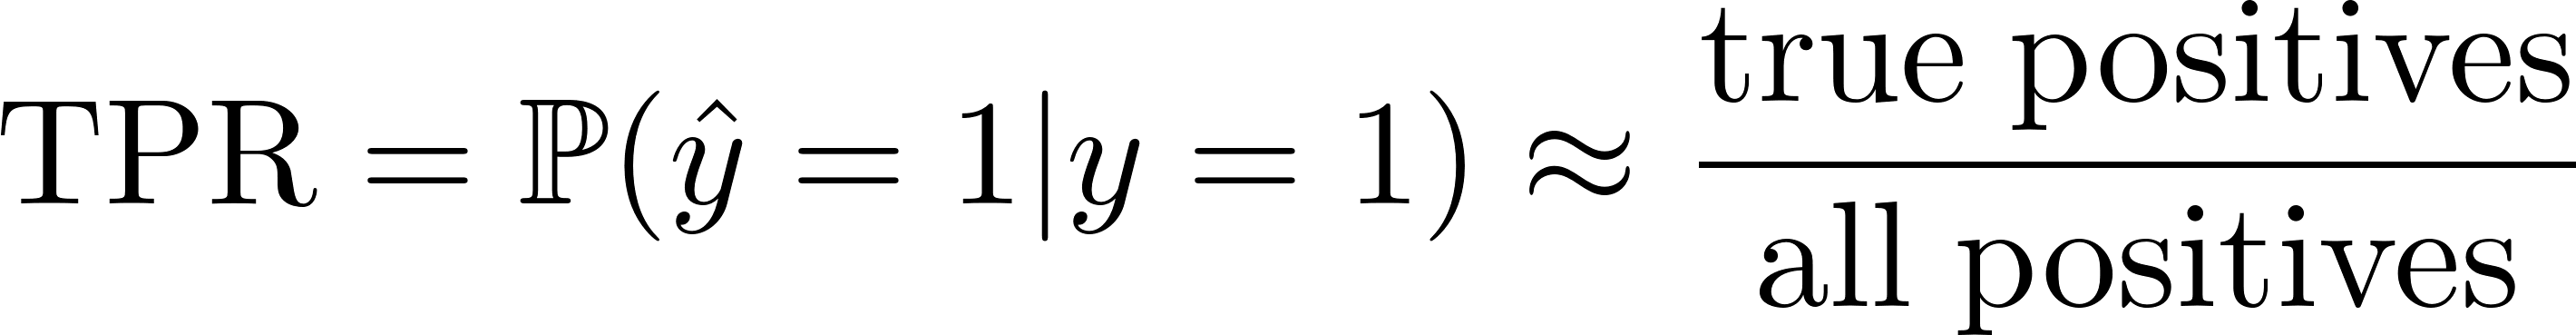 TPR = ℙ(ŷ = 1|y = 1) ≈ true positives / all positives